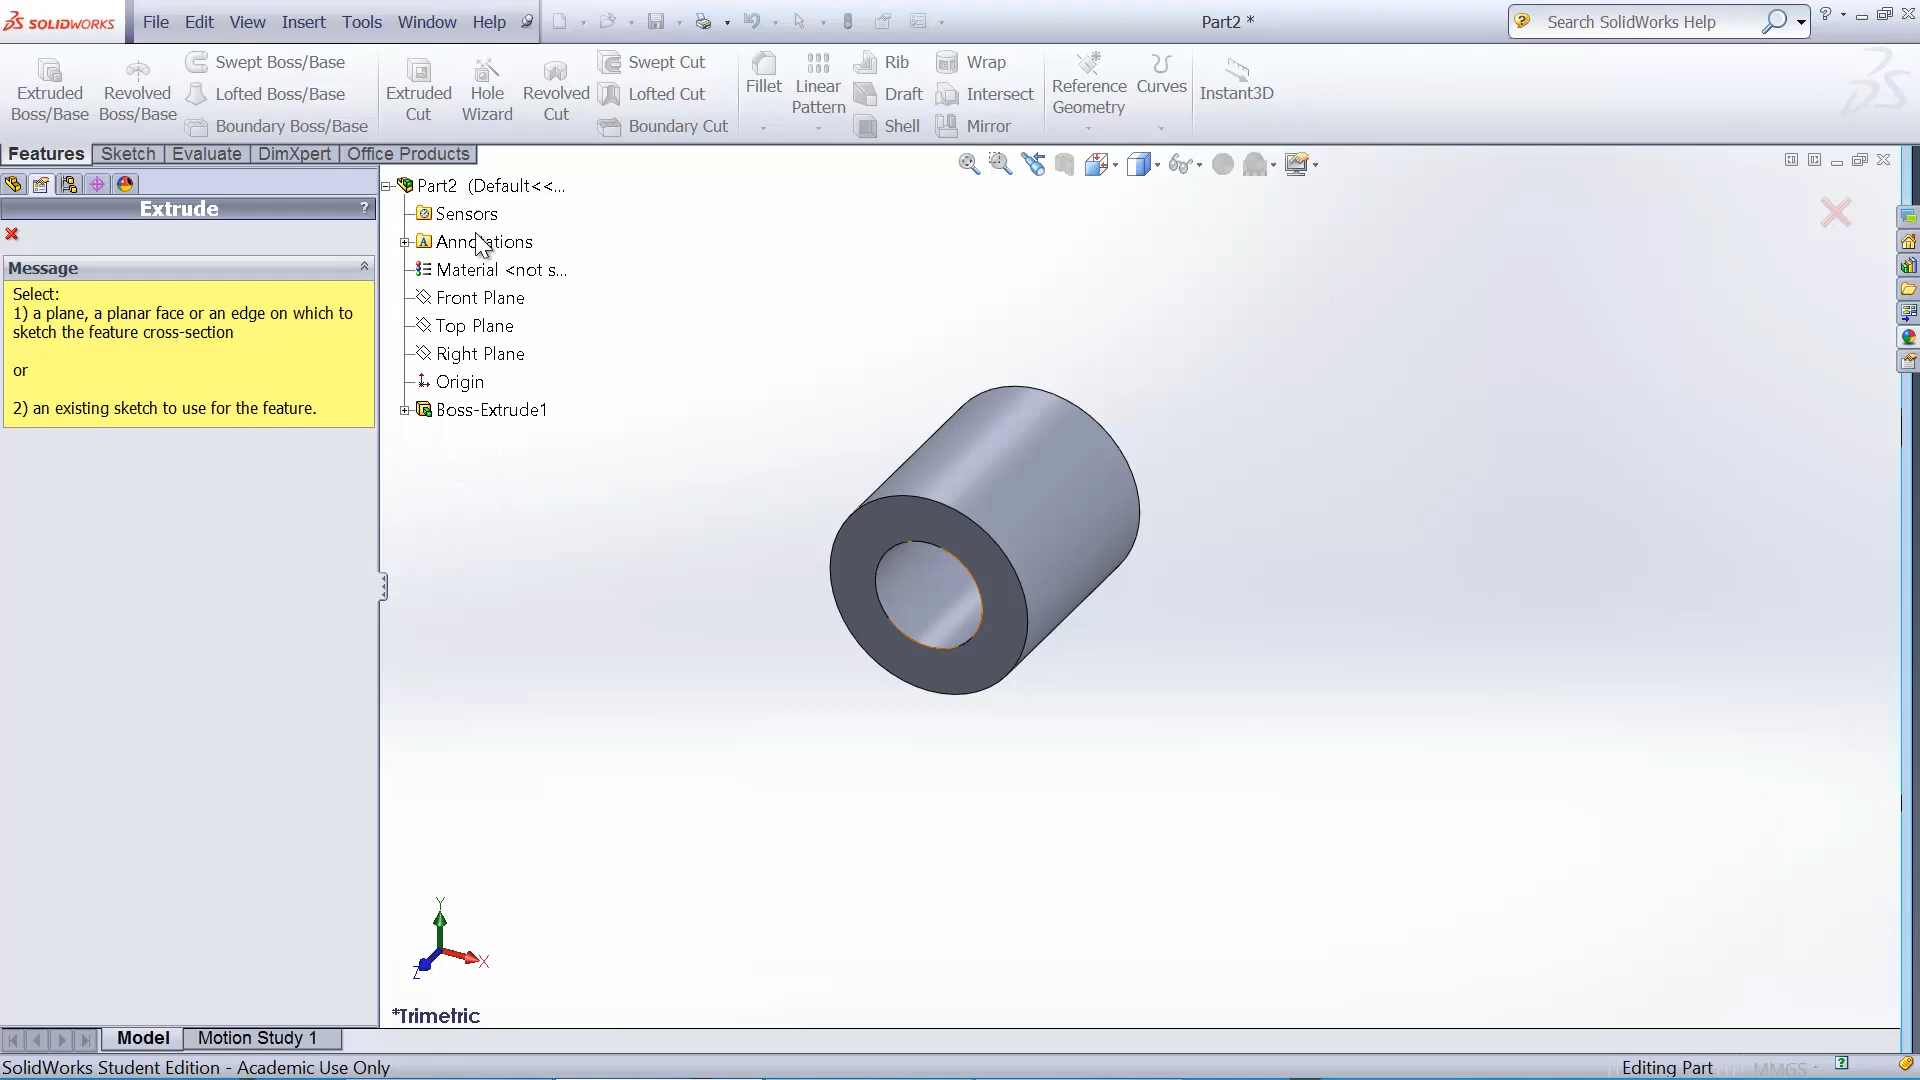 SOLIDWORKS File Edit View Insert Tools Window Help Part2 * ? Search SolidWorks Help
Extruded Boss/Base
Revolved Boss/Base
Swept Boss/Base
Lofted Boss/Base
Boundary Boss/Base
Extruded Cut
Hole Wizard
Revolved Cut
Swept Cut
Lofted Cut
Boundary Cut
Fillet
Linear Pattern
Rib
Draft
Shell
Wrap
Intersect
Mirror
Reference Geometry
Curves
Instant3D
Features Sketch Evaluate DimXpert Office Products
Extrude ?
Message
Select:
1) a plane, a planar face or an edge on which to
sketch the feature cross-section
or
2) an existing sketch to use for the feature.
Part2 (Default<<...
Sensors
Annotations
Material <not s...
Front Plane
Top Plane
Right Plane
Origin
Boss-Extrude1
Y
X
Z
*Trimetric
Model Motion Study 1
SolidWorks Student Edition - Academic Use Only Editing Part MMGS ?